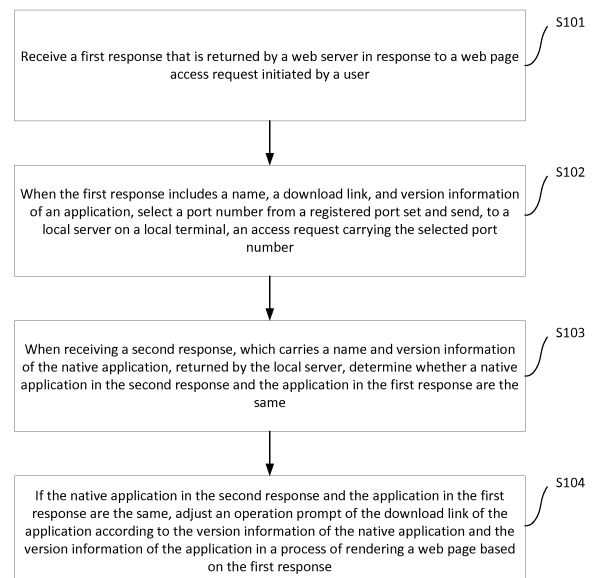 S101
Receive a first response that is returned by a web server in response to a web page
access request initiated by a user
S102
When the first response includes a name, a download link, and version information
of an application, select a port number from a registered port set and send, to a
local server on a local terminal, an access request carrying the selected port
number
S103
When receiving a second response, which carries a name and version information
of the native application, returned by the local server, determine whether a native
application in the second response and the application in the first response are the
same
S104
If the native application in the second response and the application in the first
response are the same, adjust an operation prompt of the download link of the
application according to the version information of the native application and the
version information of the application in a process of rendering a web page based
on the first response